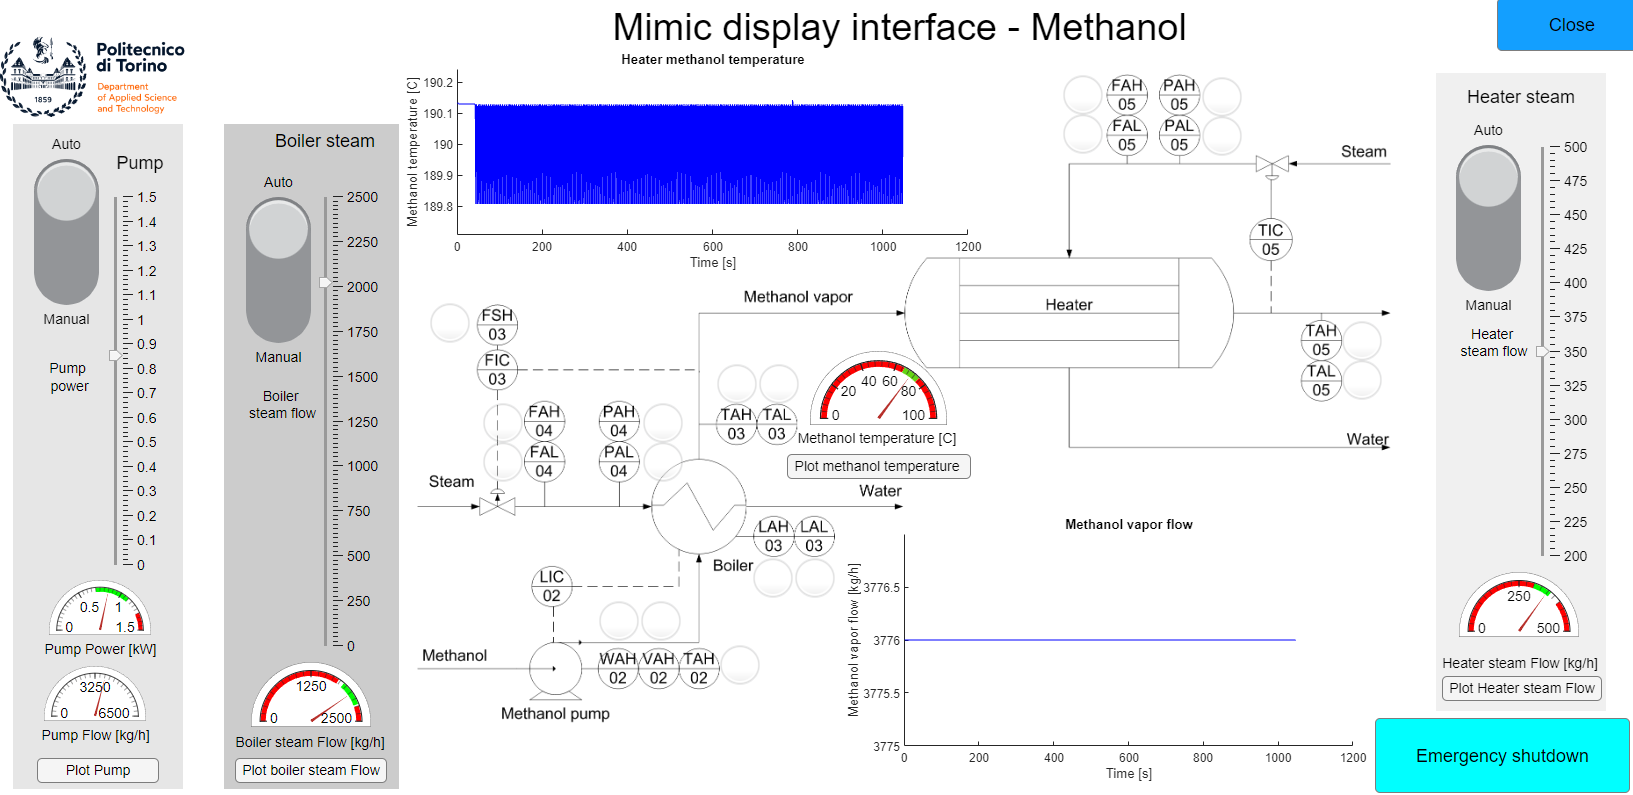 Mimic display interface - Methanol
Close
Politecnico
di Torino
Department
of Applied Science
and Technology
1859
Auto
Pump
1.5
1.4
1.3
1.2
1.1
1
0.9
0.8
0.7
0.6
0.5
0.4
0.3
0.2
0.1
0
Manual
Pump
power
0 0.5 1 1.5
Pump Power [kW]
0 3250 6500
Pump Flow [kg/h]
Plot Pump
Boiler steam
Auto
2500
2250
2000
1750
1500
1250
1000
750
500
250
0
Manual
Boiler
steam flow
0 1250 2500
Boiler steam Flow [kg/h]
Plot boiler steam Flow
Heater methanol temperature
Methanol temperature [C]
190.2
190.1
190
189.9
189.8
0 200 400 600 800 1000 1200
Time [s]
FAH 05
PAH 05
FAL 05
PAL 05
Steam
TIC 05
Methanol vapor
Heater
TAH 05
TAL 05
Water
FSH 03
FIC 03
FAH 04
PAH 04
FAL 04
PAL 04
TAH 03
TAL 03
0 20 40 60 80 100
Methanol temperature [C]
Plot methanol temperature
Steam
Water
LAH 03
LAL 03
Boiler
LIC 02
Methanol
WAH 02
VAH 02
TAH 02
Methanol pump
Methanol vapor flow
Methanol vapor flow [kg/h]
3776.5
3776
3775.5
3775
0 200 400 600 800 1000 1200
Time [s]
Heater steam
Auto
500
475
450
425
400
375
350
325
300
275
250
225
200
Manual
Heater
steam flow
0 250 500
Heater steam Flow [kg/h]
Plot Heater steam Flow
Emergency shutdown